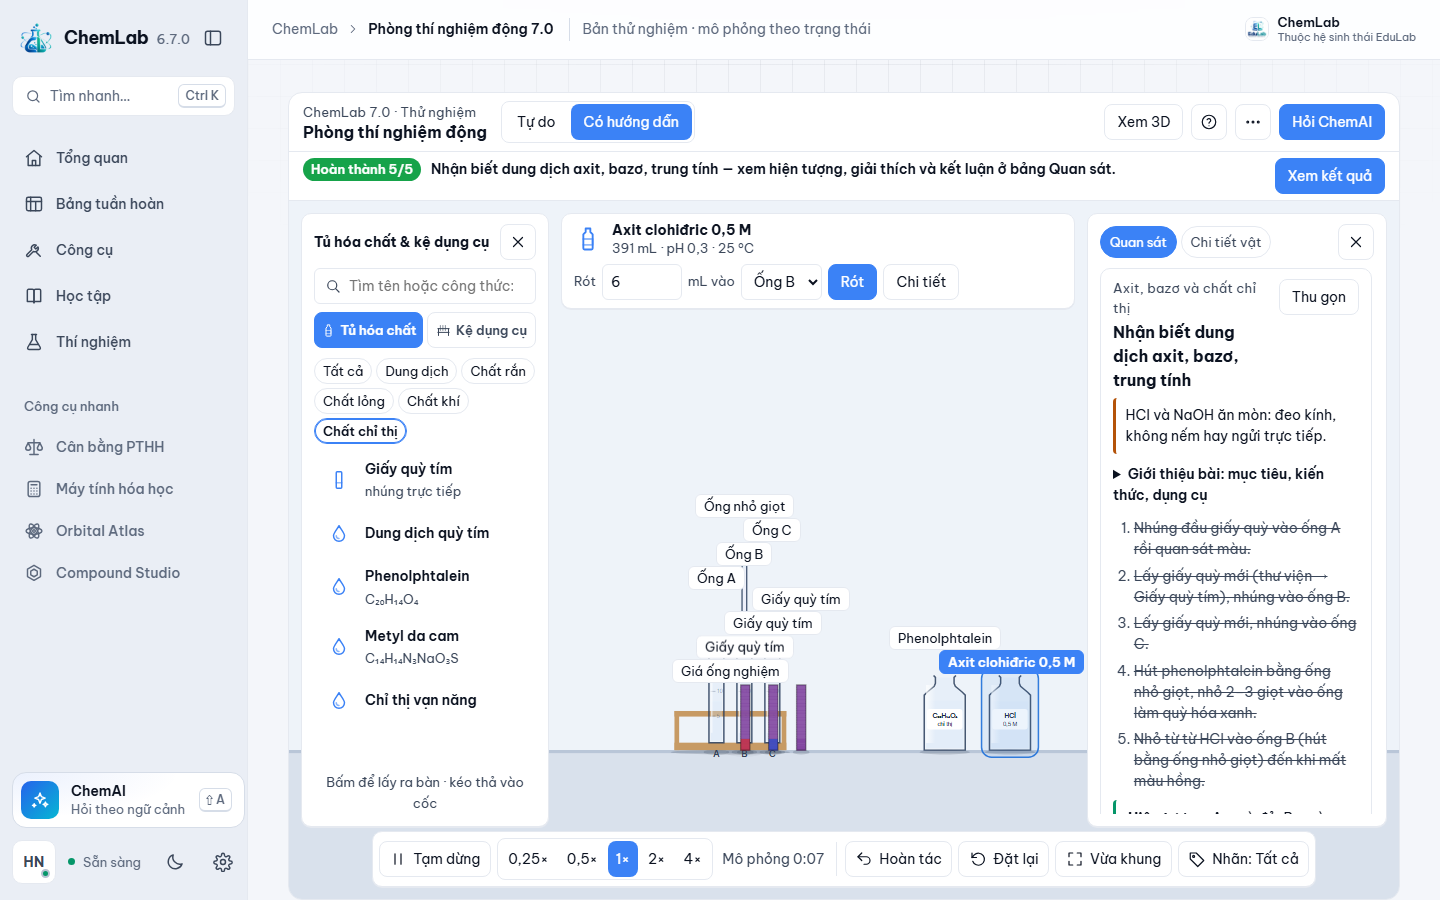 ChemLab 6.7.0
Tìm nhanh... Ctrl K
Tổng quan
Bảng tuần hoàn
Công cụ
Học tập
Thí nghiệm
Công cụ nhanh
Cân bằng PTHH
Máy tính hóa học
Orbital Atlas
Compound Studio
ChemAI
Hỏi theo ngữ cảnh
⇧ A
HN Sẵn sàng
ChemLab > Phòng thí nghiệm động 7.0 Bản thử nghiệm · mô phỏng theo trạng thái
ChemLab
Thuộc hệ sinh thái EduLab
ChemLab 7.0 · Thử nghiệm
Phòng thí nghiệm động
Tự do Có hướng dẫn
Xem 3D ··· Hỏi ChemAI
Hoàn thành 5/5 Nhận biết dung dịch axit, bazơ, trung tính — xem hiện tượng, giải thích và kết luận ở bảng Quan sát.
Xem kết quả
Tủ hóa chất & kệ dụng cụ
Tìm tên hoặc công thức:
Tủ hóa chất Kệ dụng cụ
Tất cả Dung dịch Chất rắn
Chất lỏng Chất khí
Chất chỉ thị
Giấy quỳ tím
nhúng trực tiếp
Dung dịch quỳ tím
Phenolphtalein
C₂₀H₁₄O₄
Metyl da cam
C₁₄H₁₄N₃NaO₃S
Chỉ thị vạn năng
Bấm để lấy ra bàn · kéo thả vào
cốc
Axit clohiđric 0,5 M
391 mL · pH 0,3 · 25 °C
Rót 6 mL vào Ống B Rót Chi tiết
Ống nhỏ giọt
Ống C
Ống B
Ống A
Giấy quỳ tím
Giấy quỳ tím
Giấy quỳ tím
Giá ống nghiệm
A B C
Phenolphtalein
Axit clohiđric 0,5 M
C₂₀H₁₄O₄
chỉ thị
HCl
0,5 M
Quan sát Chi tiết vật
Axit, bazơ và chất chỉ
thị
Thu gọn
Nhận biết dung
dịch axit, bazơ,
trung tính
HCl và NaOH ăn mòn: đeo kính,
không nếm hay ngửi trực tiếp.
Giới thiệu bài: mục tiêu, kiến
thức, dụng cụ
1. Nhúng đầu giấy quỳ vào ống A
rồi quan sát màu.
2. Lấy giấy quỳ mới (thư viện →
Giấy quỳ tím), nhúng vào ống B.
3. Lấy giấy quỳ mới, nhúng vào ống
C.
4. Hút phenolphtalein bằng ống
nhỏ giọt, nhỏ 2–3 giọt vào ống
làm quỳ hóa xanh.
5. Nhỏ từ từ HCl vào ống B (hút
bằng ống nhỏ giọt) đến khi mất
màu hồng.
Tạm dừng 0,25× 0,5× 1× 2× 4× Mô phỏng 0:07 Hoàn tác Đặt lại Vừa khung Nhãn: Tất cả